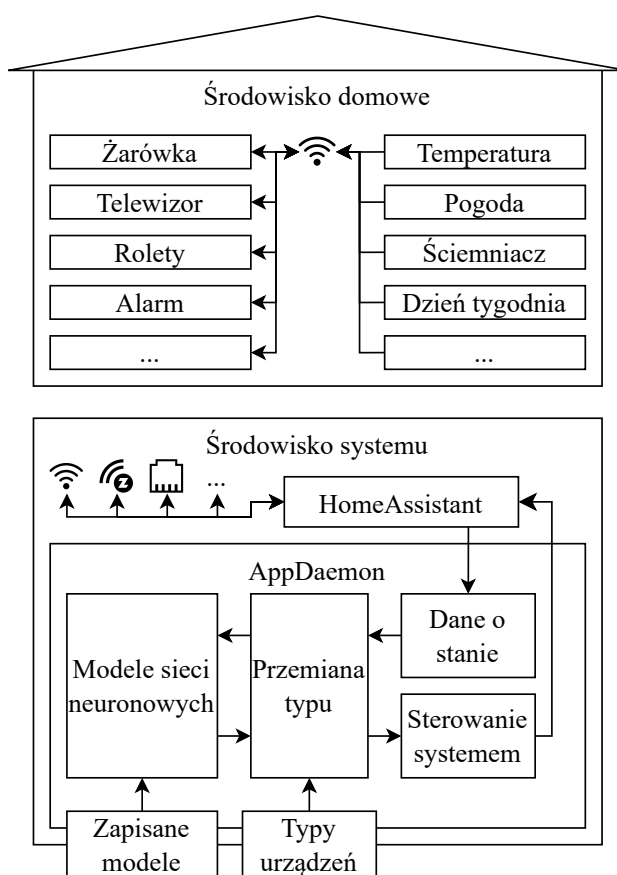 Środowisko domowe
Żarówka
Temperatura
Telewizor
Pogoda
Rolety
Ściemniacz
Alarm
Dzień tygodnia
...
...
Środowisko systemu
z
...
HomeAssistant
AppDaemon
Modele sieci
neuronowych
Przemiana
typu
Dane o
stanie
Sterowanie
systemem
Zapisane
modele
Typy
urządzeń